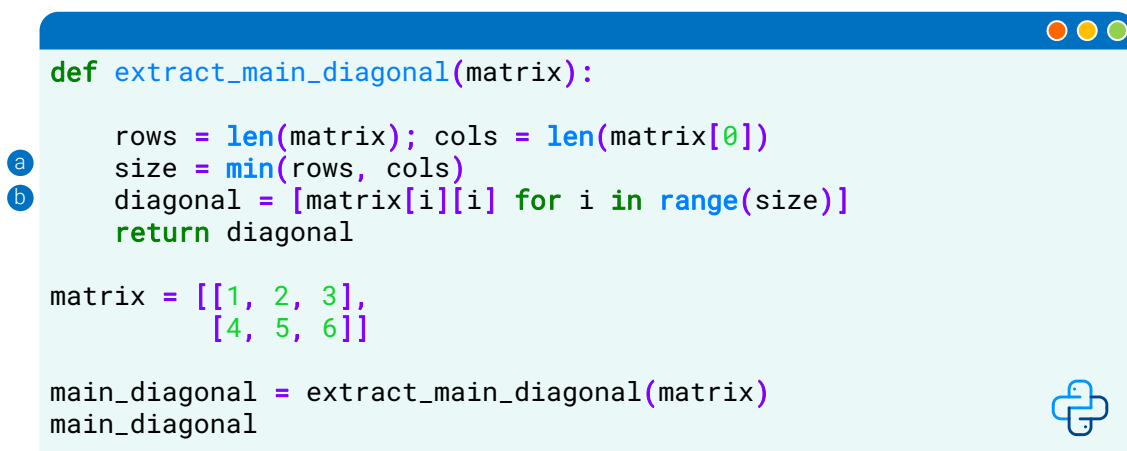 def extract_main_diagonal(matrix):
rows = len(matrix); cols = len(matrix[0])
a size = min(rows, cols)
b diagonal = [matrix[i][i] for i in range(size)]
return diagonal
matrix = [[1, 2, 3],
[4, 5, 6]]
main_diagonal = extract_main_diagonal(matrix)
main_diagonal